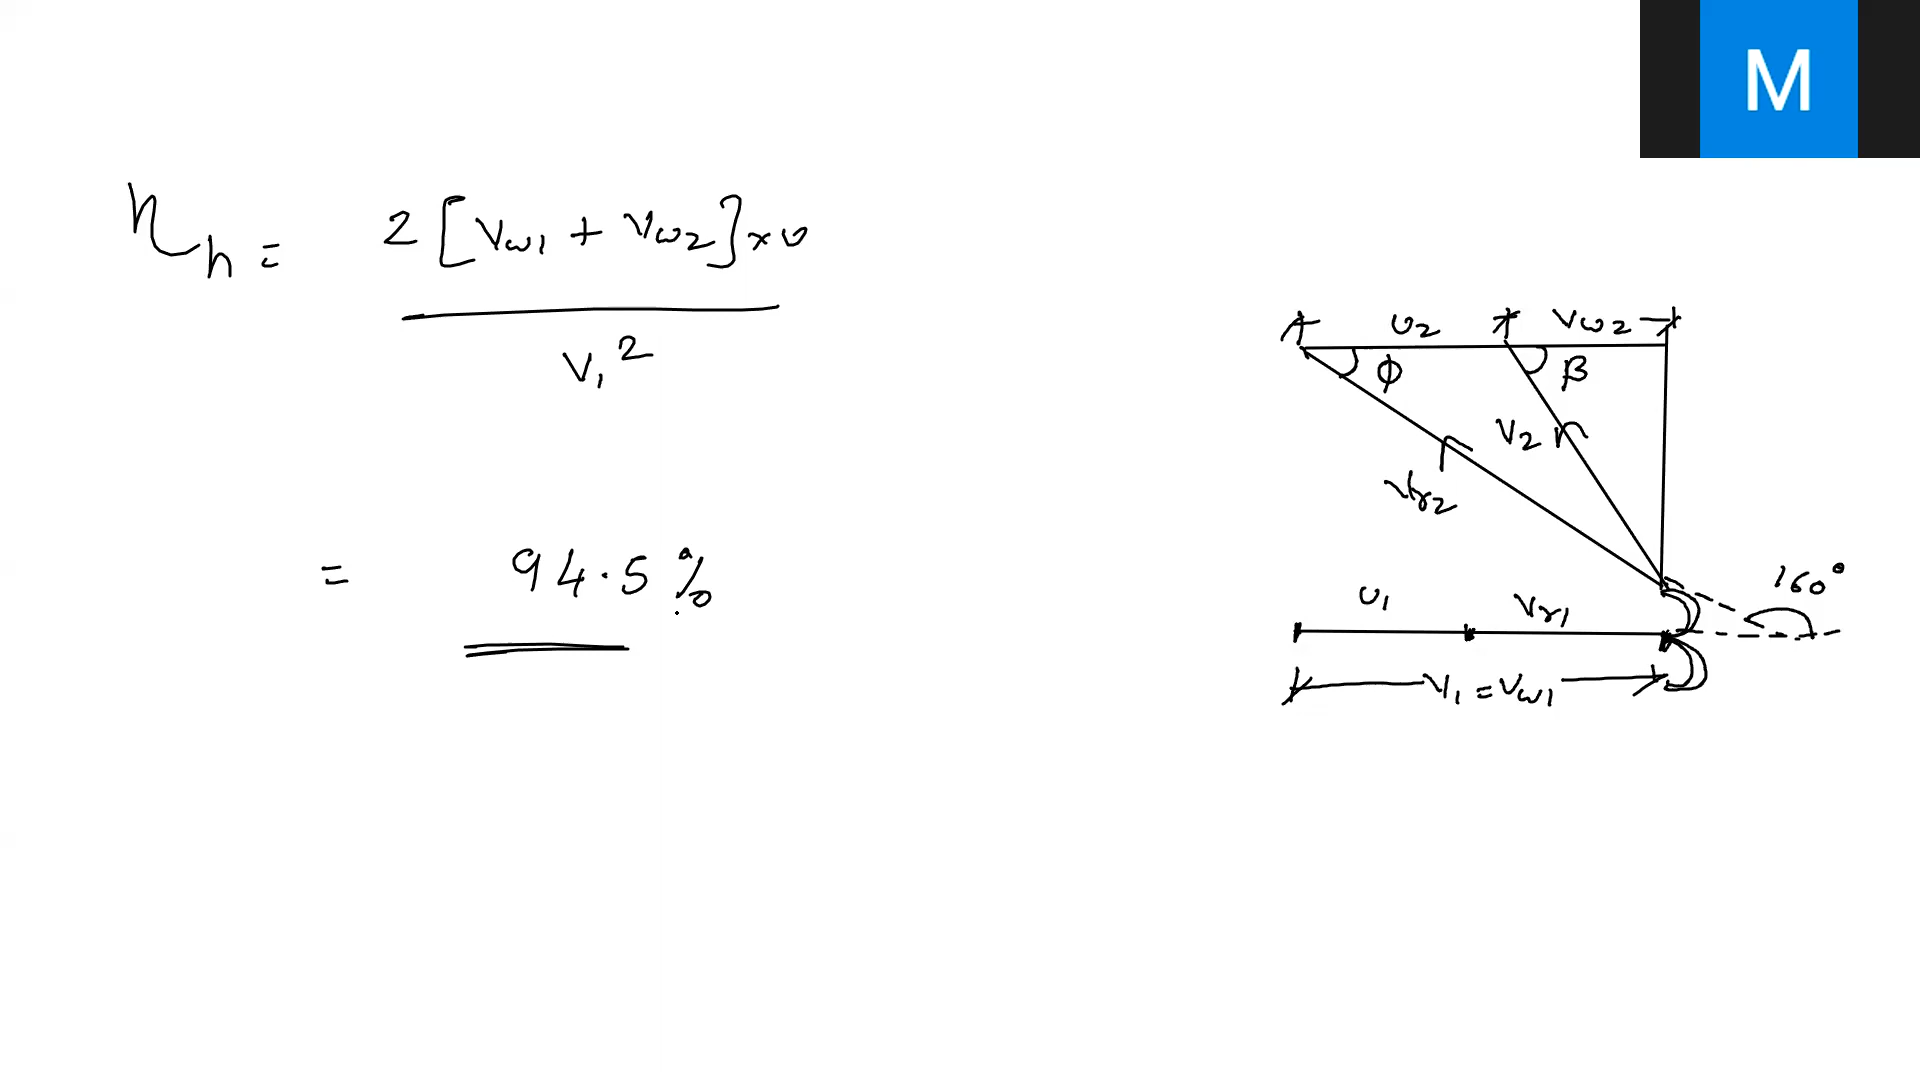 M
ηh = 2[Vw1 + Vw2] × u
V1²
= 94.5 %
u2 Vw2
ϕ β
V2
Vr2
160°
u1 Vr1
V1 = Vw1